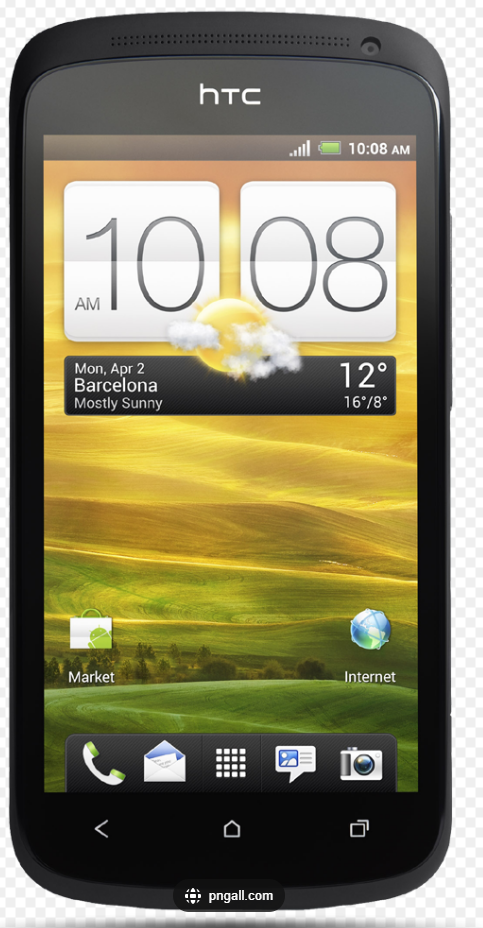 hTC
10:08 AM
AM 10 08
Mon, Apr 2
Barcelona
Mostly Sunny
12°
16°/8°
Market
Internet
pngall.com